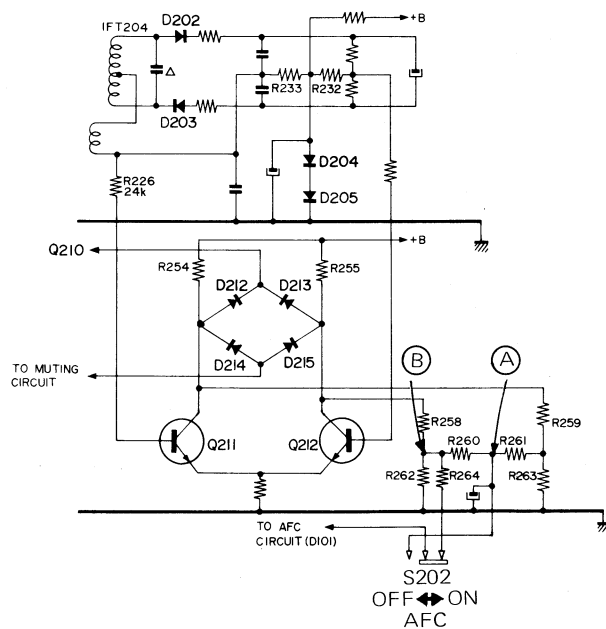 D202
1FT204
+B
△
R233
R232
D203
D204
R226
24k
D205
Q210
+B
R254
R255
D212
D213
D214
D215
TO MUTING
CIRCUIT
B
A
R258
R259
Q211
Q212
R260
R261
R262
R264
R263
TO AFC
CIRCUIT (D101)
S202
OFF ⬌ ON
AFC